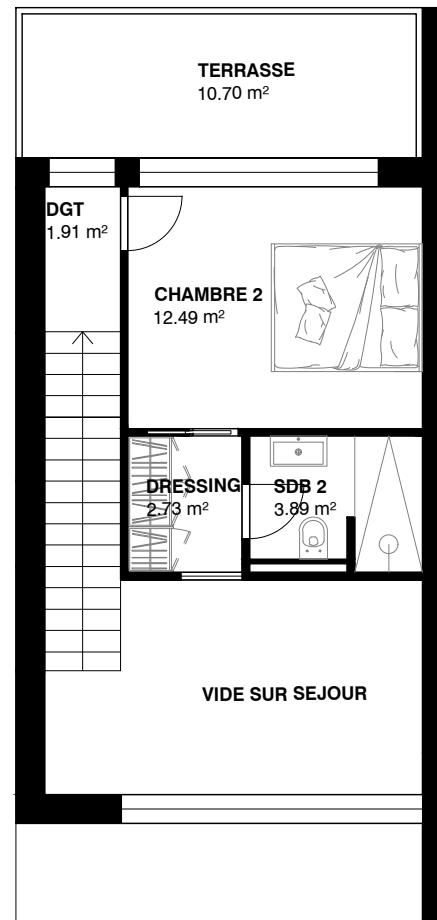 TERRASSE
10.70 m²
DGT
1.91 m²
CHAMBRE 2
12.49 m²
DRESSING
2.73 m²
SDB 2
3.89 m²
VIDE SUR SEJOUR